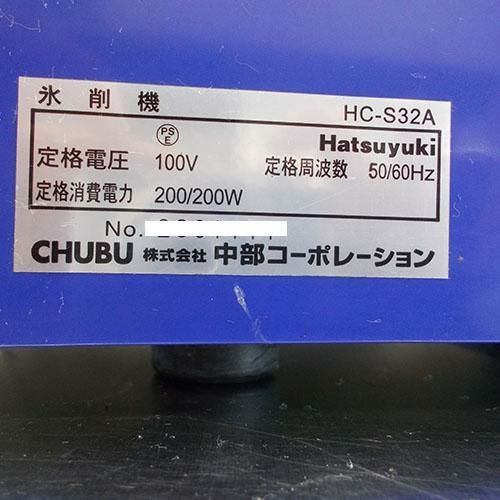 氷削機 HC-S32A
PS E Hatsuyuki
定格電圧 100V 定格周波数 50/60Hz
定格消費電力 200/200W
No.
CHUBU 株式会社 中部コーポレーション